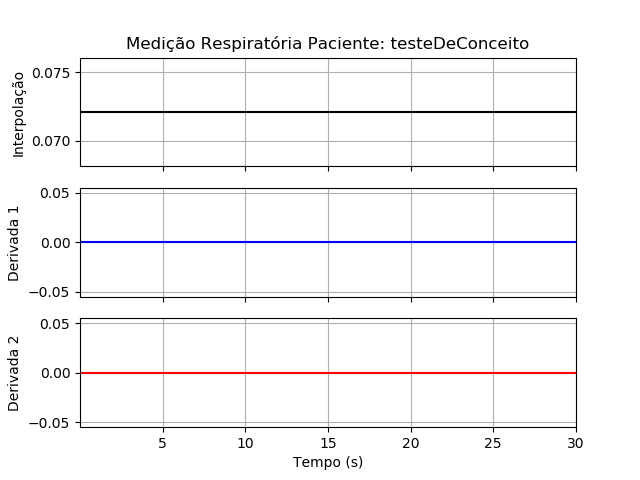 Medição Respiratória Paciente: testeDeConceito
0.075
0.070
Interpolação
0.05
0.00
−0.05
Derivada 1
0.05
0.00
−0.05
Derivada 2
5 10 15 20 25 30
Tempo (s)